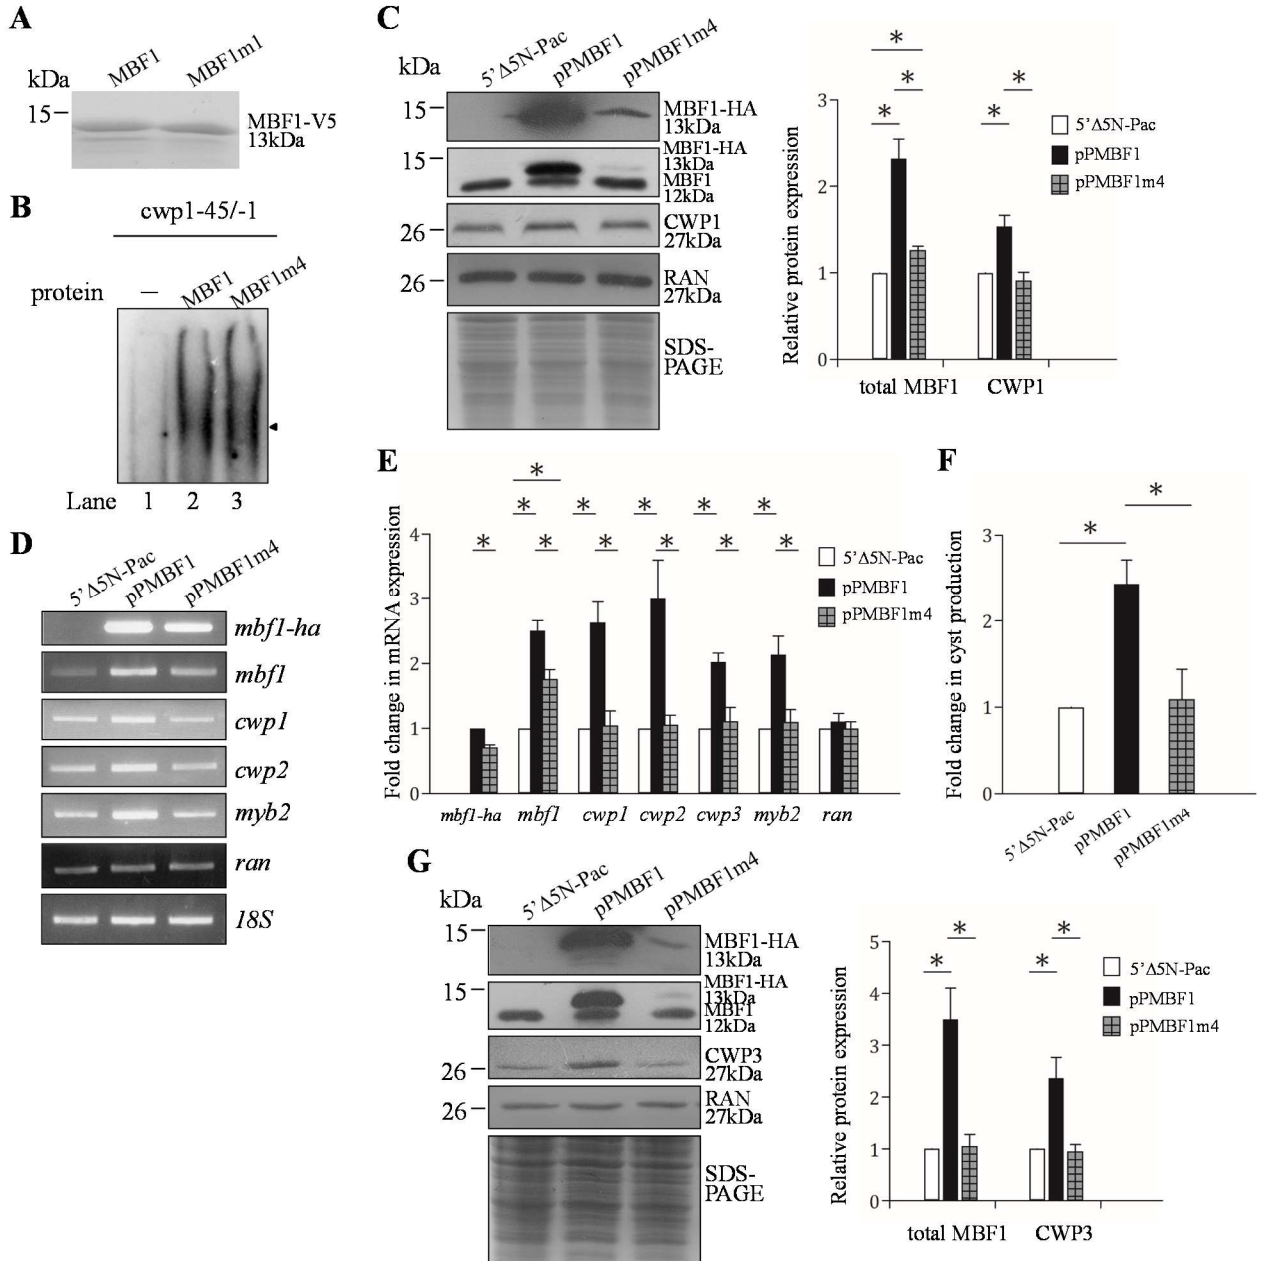 A
MBF1
MBF1m1
kDa
15
MBF1-V5
13kDa
B
cwp1-45/-1
protein
–
MBF1
MBF1m4
Lane 1 2 3
C
kDa
5'Δ5N-Pac
pPMBF1
pPMBF1m4
15
MBF1-HA
13kDa
15
MBF1-HA
13kDa
MBF1
12kDa
26
CWP1
27kDa
26
RAN
27kDa
SDS-
PAGE
Relative protein expression
3
2
1
0
*
*
*
*
*
total MBF1
CWP1
5'Δ5N-Pac
pPMBF1
pPMBF1m4
D
5'Δ5N-Pac
pPMBF1
pPMBF1m4
mbf1-ha
mbf1
cwp1
cwp2
myb2
ran
18S
E
Fold change in mRNA expression
4
3
2
1
0
*
* * * * *
* * * * * *
5'Δ5N-Pac
pPMBF1
pPMBF1m4
mbf1-ha mbf1 cwp1 cwp2 cwp3 myb2 ran
F
Fold change in cyst production
3
2
1
0
*
*
5'Δ5N-Pac
pPMBF1
pPMBF1m4
G
kDa
5'Δ5N-Pac
pPMBF1
pPMBF1m4
15
MBF1-HA
13kDa
15
MBF1-HA
13kDa
MBF1
12kDa
26
CWP3
27kDa
26
RAN
27kDa
SDS-
PAGE
Relative protein expression
5
4
3
2
1
0
* *
* *
total MBF1
CWP3
5'Δ5N-Pac
pPMBF1
pPMBF1m4